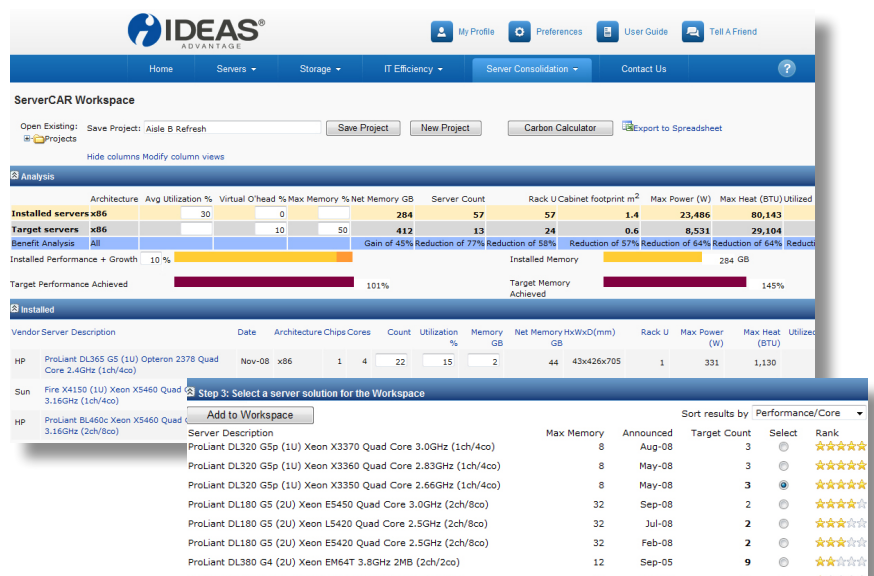 IDEAS®
ADVANTAGE
My Profile Preferences User Guide Tell A Friend
Home Servers Storage IT Efficiency Server Consolidation Contact Us ?
ServerCAR Workspace
Open Existing: Save Project: Aisle B Refresh Save Project New Project Carbon Calculator Export to Spreadsheet
Projects
Hide columns Modify column views
Analysis
Architecture Avg Utilization % Virtual O'head % Max Memory % Net Memory GB Server Count Rack U Cabinet footprint m2 Max Power (W) Max Heat (BTU) Utilized
Installed servers x86 30 0 284 57 57 1.4 23,486 80,143
Target servers x86 10 50 412 13 24 0.6 8,531 29,104
Benefit Analysis All Gain of 45% Reduction of 77% Reduction of 58% Reduction of 57% Reduction of 64% Reduction of 64% Reducti
Installed Performance + Growth 10 % Installed Memory 284 GB
Target Performance Achieved 101% Target Memory Achieved 145%
Installed
Vendor Server Description Date Architecture Chips Cores Count Utilization % Memory GB Net Memory GB HxWxD(mm) Rack U Max Power (W) Max Heat (BTU) Utilized
HP ProLiant DL365 G5 (1U) Opteron 2378 Quad Core 2.4GHz (1ch/4co) Nov-08 x86 1 4 22 15 2 44 43x426x705 1 331 1,130
Sun Fire X4150 (1U) Xeon X5460 Quad
3.16GHz (1ch/4co)
HP ProLiant BL460c Xeon X5460 Quad
3.16GHz (2ch/8co)
Step 3: Select a server solution for the Workspace
Add to Workspace Sort results by Performance/Core
Server Description Max Memory Announced Target Count Select Rank
ProLiant DL320 G5p (1U) Xeon X3370 Quad Core 3.0GHz (1ch/4co) 8 Aug-08 3
ProLiant DL320 G5p (1U) Xeon X3360 Quad Core 2.83GHz (1ch/4co) 8 May-08 3
ProLiant DL320 G5p (1U) Xeon X3350 Quad Core 2.66GHz (1ch/4co) 8 May-08 3
ProLiant DL180 G5 (2U) Xeon E5450 Quad Core 3.0GHz (2ch/8co) 32 Sep-08 2
ProLiant DL180 G5 (2U) Xeon L5420 Quad Core 2.5GHz (2ch/8co) 32 Jul-08 2
ProLiant DL180 G5 (2U) Xeon E5420 Quad Core 2.5GHz (2ch/8co) 32 Feb-08 2
ProLiant DL380 G4 (2U) Xeon EM64T 3.8GHz 2MB (2ch/2co) 12 Sep-05 9